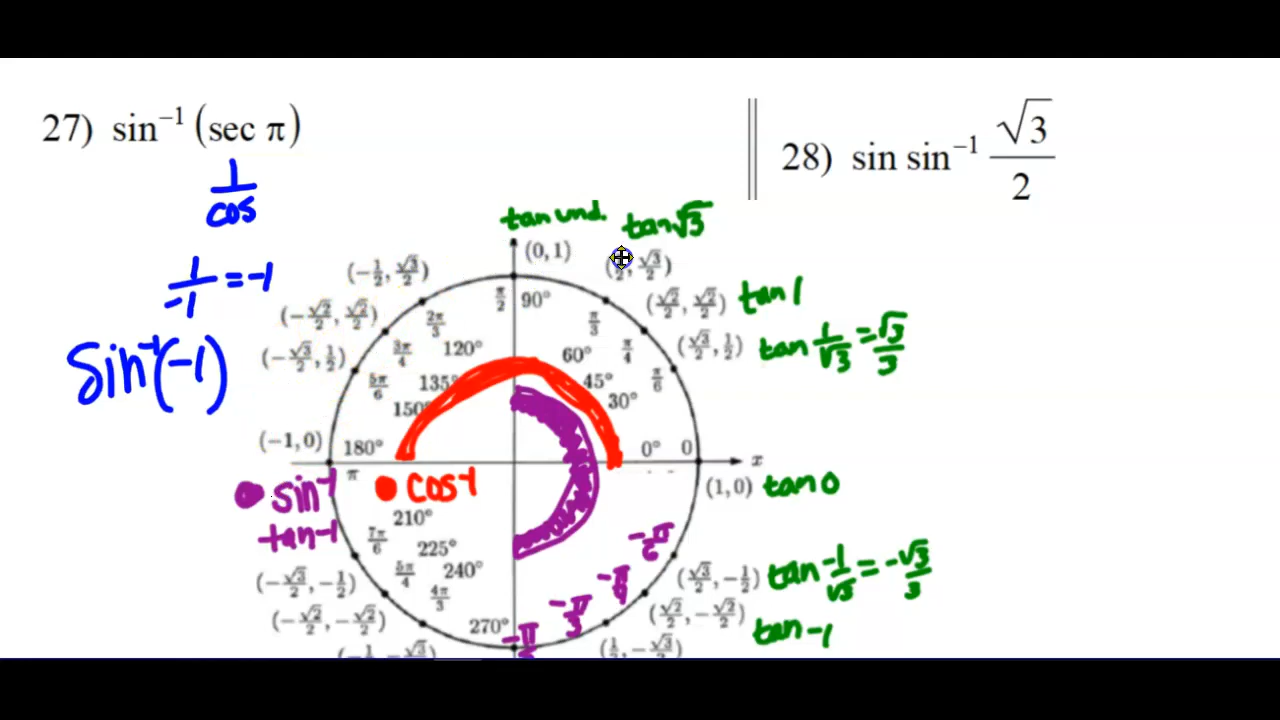 27) sin⁻¹ (sec π)
1/cos
1/-1 = -1
sin⁻¹(-1)
28) sin sin⁻¹ √3/2
tan und.
tan √3
(0, 1)
(-1/2, √3/2)
, √3/2)
(-√2/2, √2/2)
π/2
90°
(√2/2, √2/2)
tan 1
2π/3
π/3
(-√3/2, 1/2)
3π/4
120°
60°
π/4
(√3/2, 1/2)
tan 1/√3 = √3/3
5π/6
135°
45°
π/6
150°
30°
(-1, 0)
180°
0°
0
x
π
sin⁻¹
cos⁻¹
(1, 0)
tan 0
tan-1
210°
7π/6
225°
-π/6
(-√3/2, -1/2)
5π/4
240°
-π/4
(√3/2, -1/2)
tan -1/√3 = -√3/3
4π/3
-π/3
(-√2/2, -√2/2)
270°
(√2/2, -√2/2)
tan -1
(1/2, -√3/2)